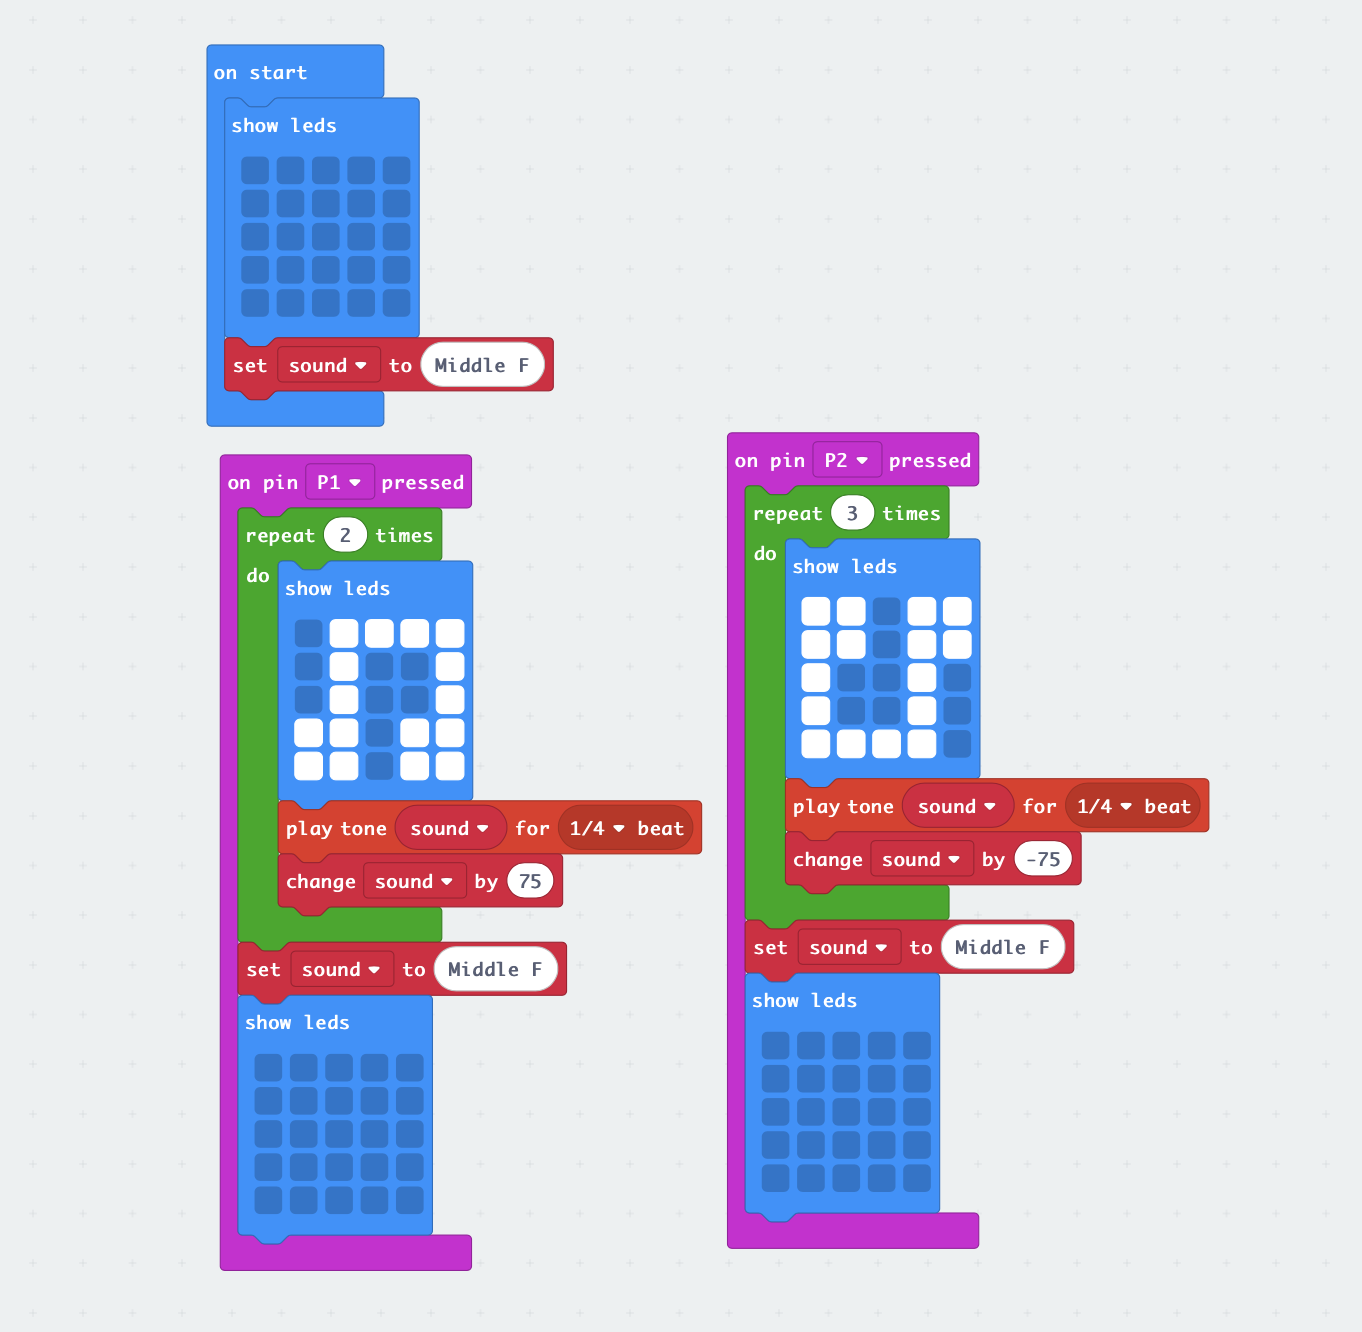 on start
show leds
set sound to Middle F
on pin P1 pressed
repeat 2 times
do
show leds
play tone sound for 1/4 beat
change sound by 75
set sound to Middle F
show leds
on pin P2 pressed
repeat 3 times
do
show leds
play tone sound for 1/4 beat
change sound by -75
set sound to Middle F
show leds